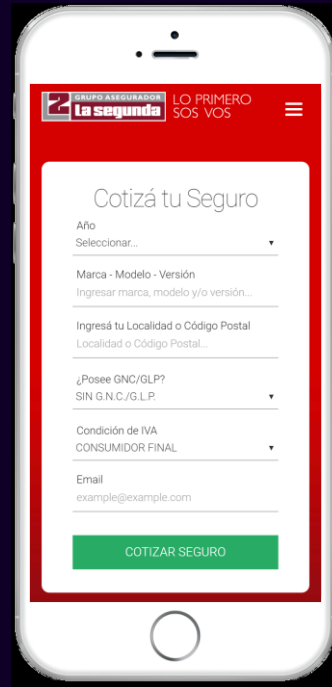 GRUPO ASEGURADOR
La segunda
LO PRIMERO
SOS VOS
Cotizá tu Seguro
Año
Seleccionar...
Marca - Modelo - Versión
Ingresar marca, modelo y/o versión...
Ingresá tu Localidad o Código Postal
Localidad o Código Postal...
¿Posee GNC/GLP?
SIN G.N.C./G.L.P.
Condición de IVA
CONSUMIDOR FINAL
Email
example@example.com
COTIZAR SEGURO